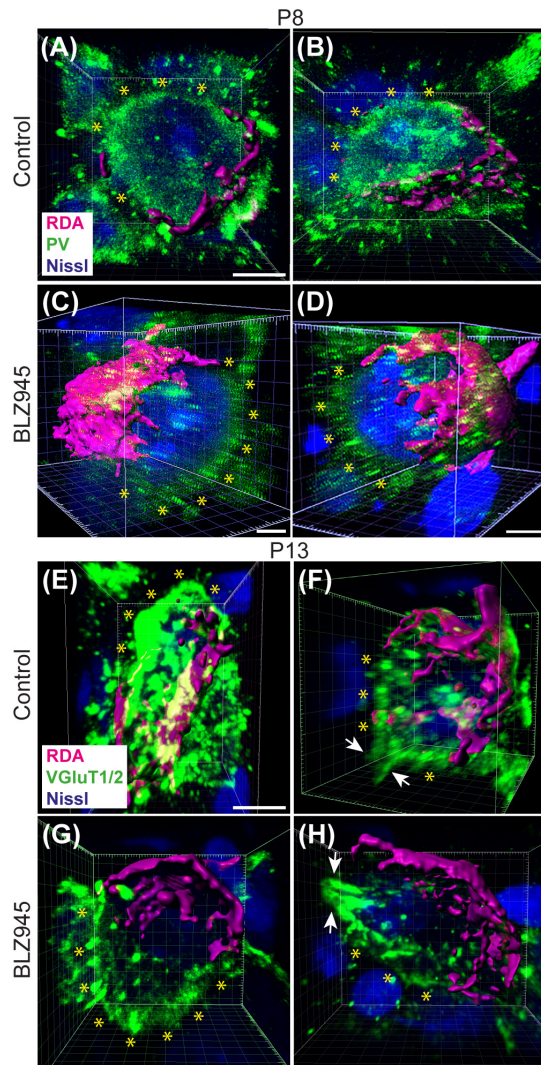 P8
(A)
(B)
Control
RDA
PV
Nissl
(C)
(D)
BLZ945
P13
(E)
(F)
Control
RDA
VGluT1/2
Nissl
(G)
(H)
BLZ945